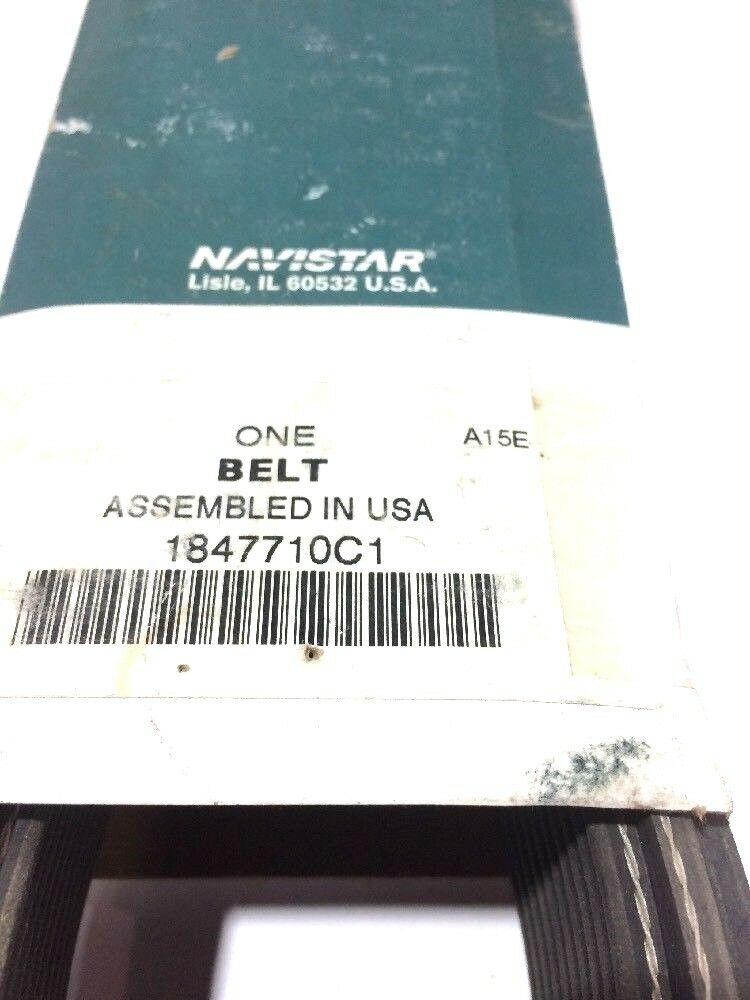 NAVISTAR®
Lisle, IL 60532 U.S.A.
ONE
A15E
BELT
ASSEMBLED IN USA
1847710C1